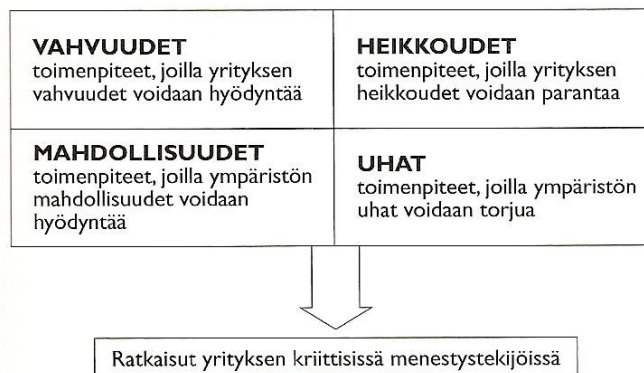 VAHVUUDET
toimenpiteet, joilla yrityksen
vahvuudet voidaan hyödyntää
HEIKKOUDET
toimenpiteet, joilla yrityksen
heikkoudet voidaan parantaa
MAHDOLLISUUDET
toimenpiteet, joilla ympäristön
mahdollisuudet voidaan
hyödyntää
UHAT
toimenpiteet, joilla ympäristön
uhat voidaan torjua
Ratkaisut yrityksen kriittisissä menestystekijöissä